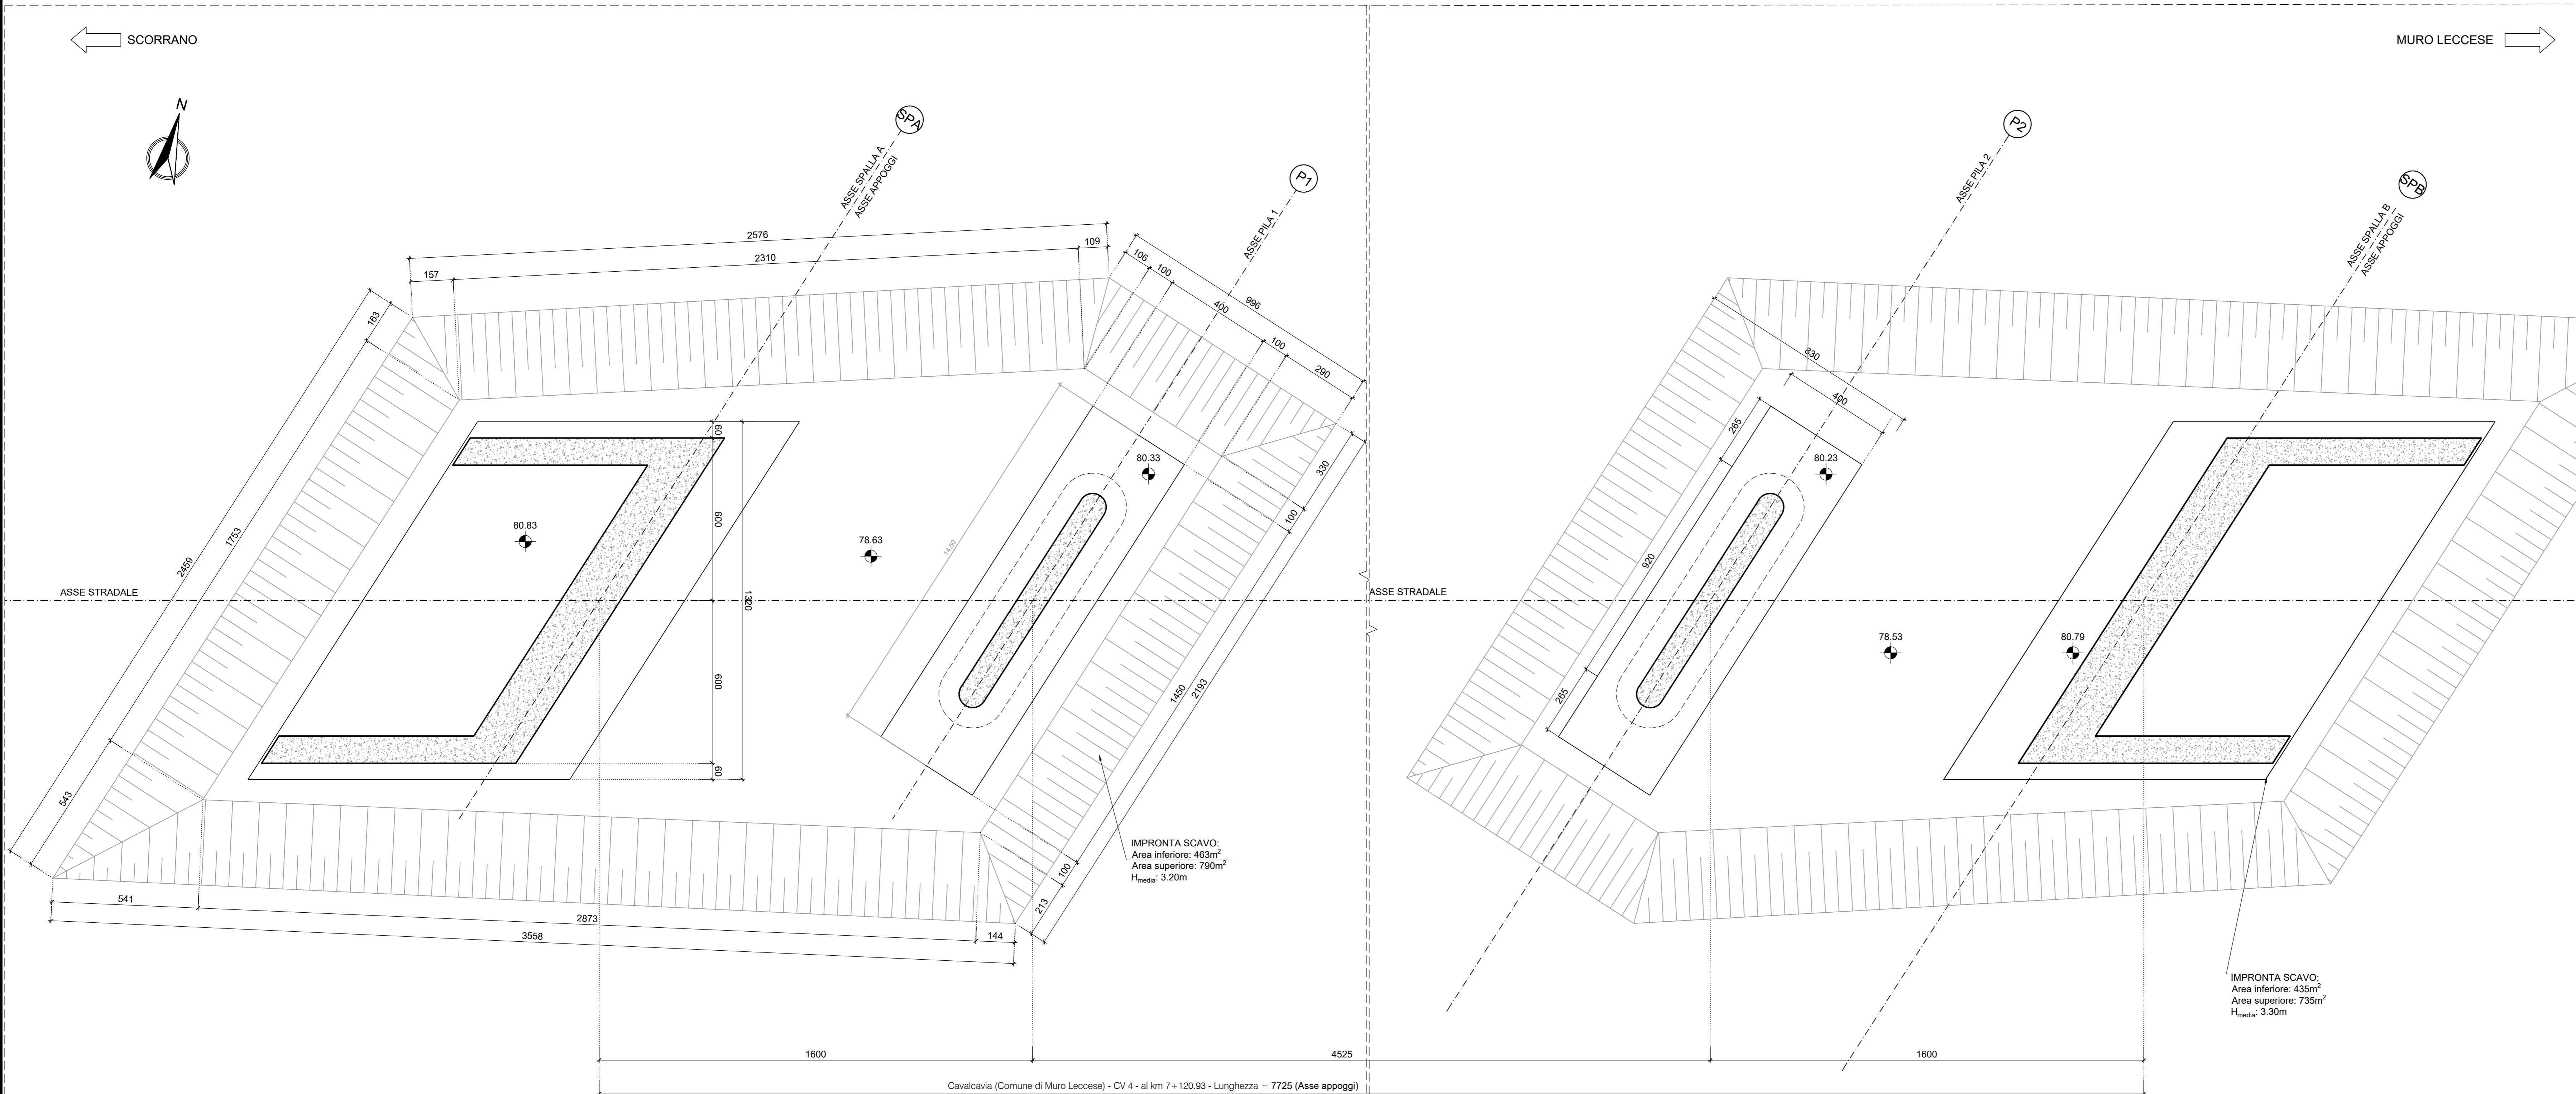 SCORRANO
MURO LECCESE
N
SPA
ASSE SPALLA A
ASSE APPOGGI
P1
ASSE PILA 1
P2
ASSE PILA 2
SPB
ASSE SPALLA B
ASSE APPOGGI
2576
109
157
2310
106
100
400
996
100
290
163
2459
1753
543
60
600
1320
600
60
80.83
78.63
80.33
14.50
330
100
1450
2193
100
213
ASSE STRADALE
ASSE STRADALE
541
2873
3558
144
IMPRONTA SCAVO:
Area inferiore: 463m²
Area superiore: 790m²
Hmedia: 3.20m
830
400
265
920
265
80.23
78.53
80.79
IMPRONTA SCAVO:
Area inferiore: 435m²
Area superiore: 735m²
Hmedia: 3.30m
1600
4525
1600
Cavalcavia (Comune di Muro Leccese) - CV 4 - al km 7+120.93 - Lunghezza = 7725 (Asse appoggi)